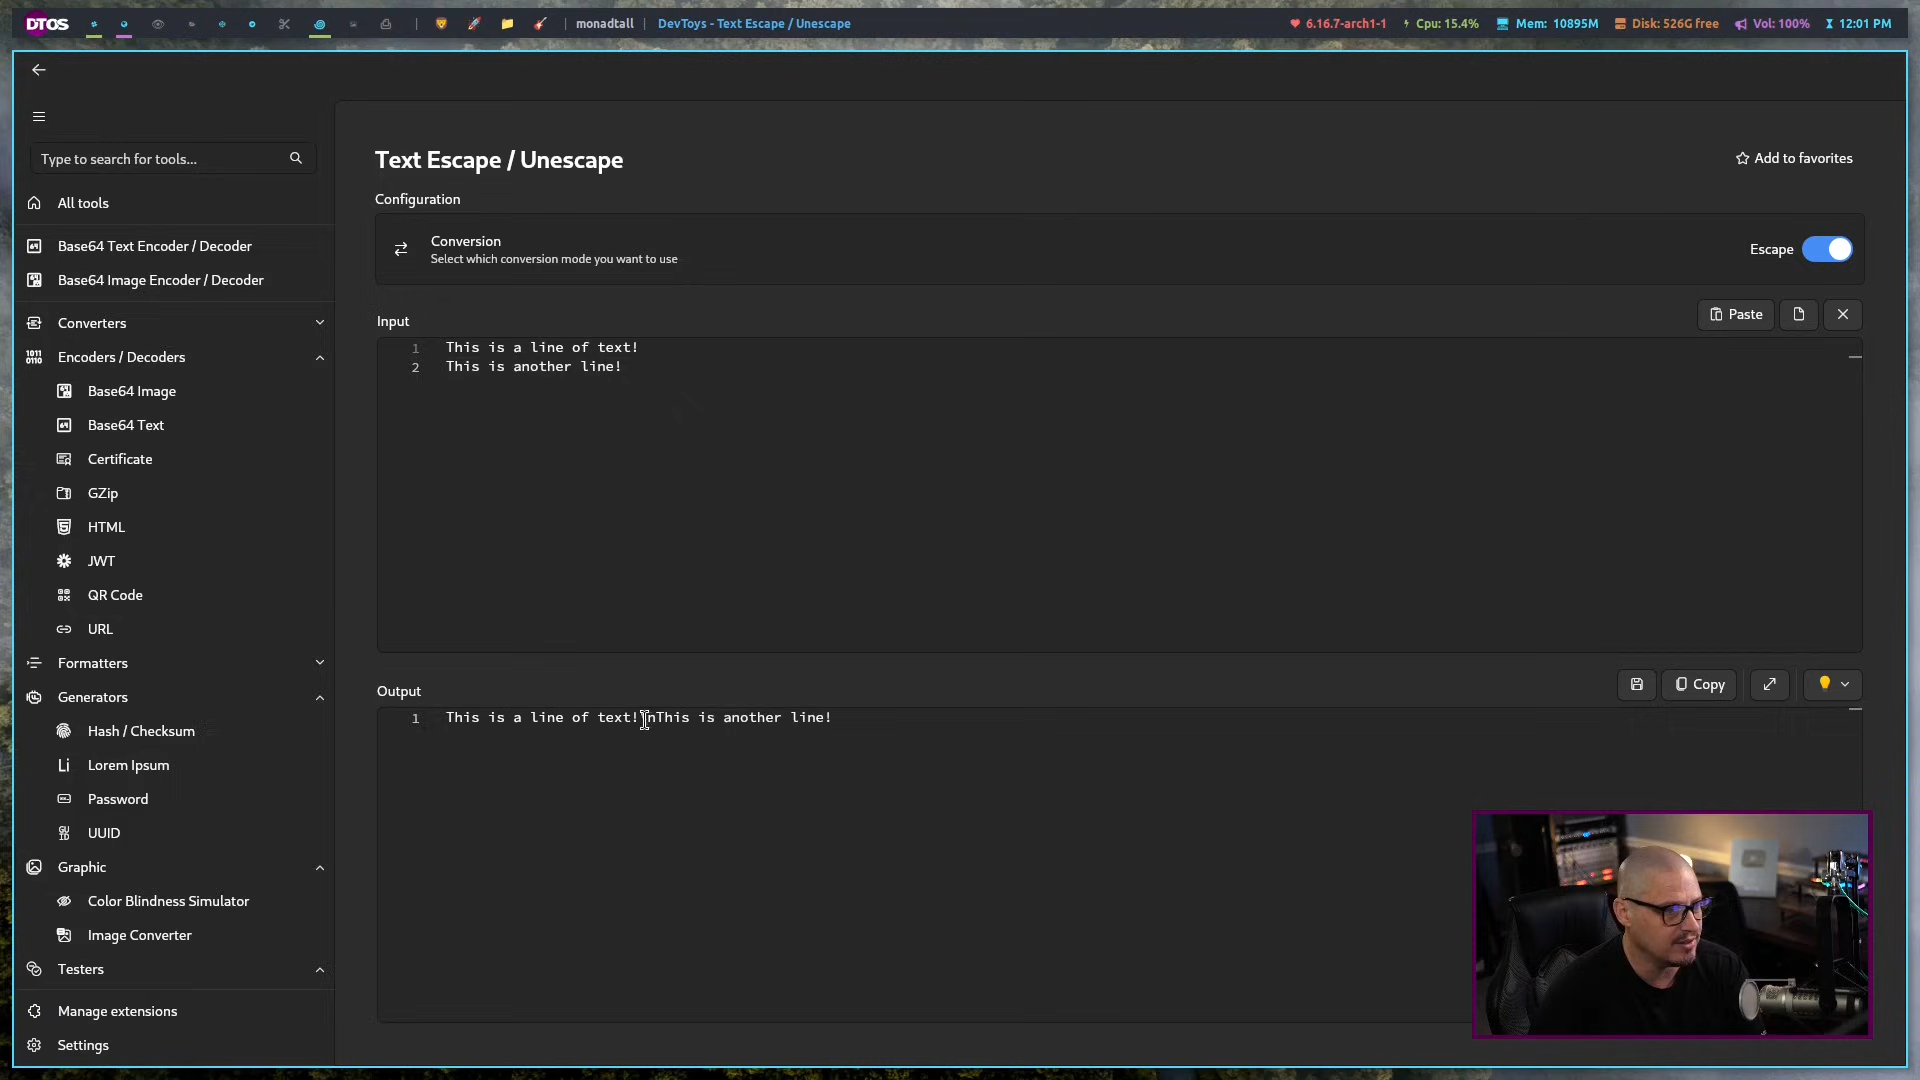 DTOS
monadtall
DevToys - Text Escape / Unescape
6.16.7-arch1-1
Cpu: 15.4%
Mem: 10895M
Disk: 526G free
Vol: 100%
12:01 PM
Type to search for tools...
All tools
Base64 Text Encoder / Decoder
Base64 Image Encoder / Decoder
Converters
Encoders / Decoders
Base64 Image
Base64 Text
Certificate
GZip
HTML
JWT
QR Code
URL
Formatters
Generators
Hash / Checksum
Lorem Ipsum
Password
UUID
Graphic
Color Blindness Simulator
Image Converter
Testers
Manage extensions
Settings
Text Escape / Unescape
Add to favorites
Configuration
Conversion
Select which conversion mode you want to use
Escape
Input
Paste
1 This is a line of text!
2 This is another line!
Output
Copy
1 This is a line of text!\nThis is another line!